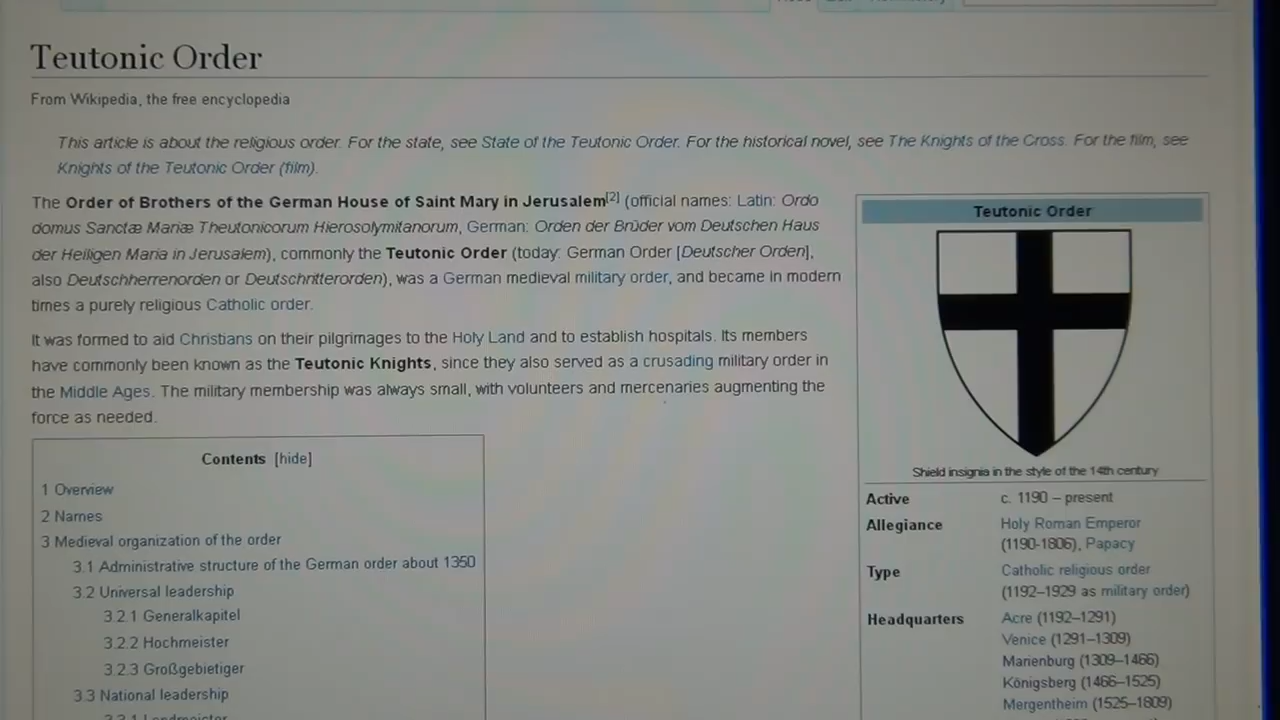 Teutonic Order
From Wikipedia, the free encyclopedia
This article is about the religious order. For the state, see State of the Teutonic Order. For the historical novel, see The Knights of the Cross. For the film, see
Knights of the Teutonic Order (film).
The Order of Brothers of the German House of Saint Mary in Jerusalem[2] (official names: Latin: Ordo
domus Sanctæ Mariæ Theutonicorum Hierosolymitanorum, German: Orden der Brüder vom Deutschen Haus
der Heiligen Maria in Jerusalem), commonly the Teutonic Order (today: German Order [Deutscher Orden],
also Deutschherrenorden or Deutschritterorden), was a German medieval military order, and became in modern
times a purely religious Catholic order.
It was formed to aid Christians on their pilgrimages to the Holy Land and to establish hospitals. Its members
have commonly been known as the Teutonic Knights, since they also served as a crusading military order in
the Middle Ages. The military membership was always small, with volunteers and mercenaries augmenting the
force as needed.
Contents [hide]
1 Overview
2 Names
3 Medieval organization of the order
3.1 Administrative structure of the German order about 1350
3.2 Universal leadership
3.2.1 Generalkapitel
3.2.2 Hochmeister
3.2.3 Großgebietiger
3.3 National leadership
3.3.1 Landmeister
Teutonic Order
Shield insignia in the style of the 14th century
Active c. 1190 – present
Allegiance Holy Roman Emperor
(1190-1806), Papacy
Type Catholic religious order
(1192–1929 as military order)
Headquarters Acre (1192–1291)
Venice (1291–1309)
Marienburg (1309–1466)
Königsberg (1466–1525)
Mergentheim (1525–1809)